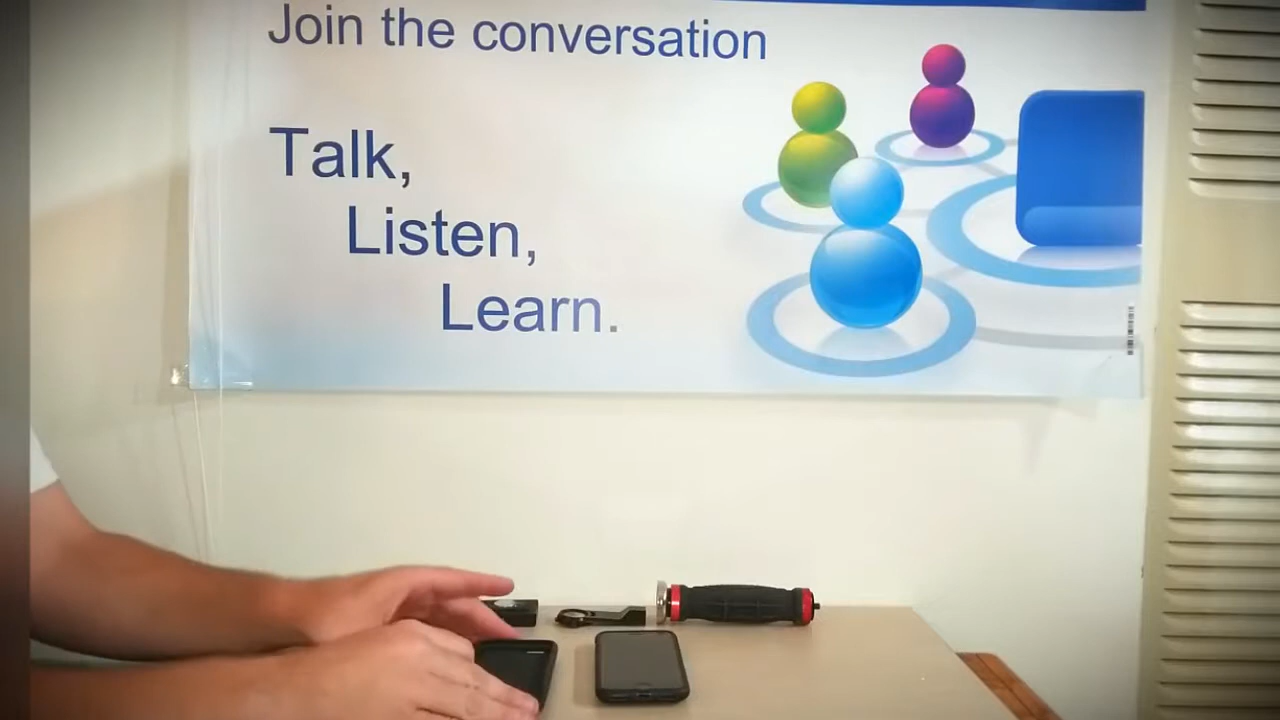 Join the conversation
Talk,
Listen,
Learn.